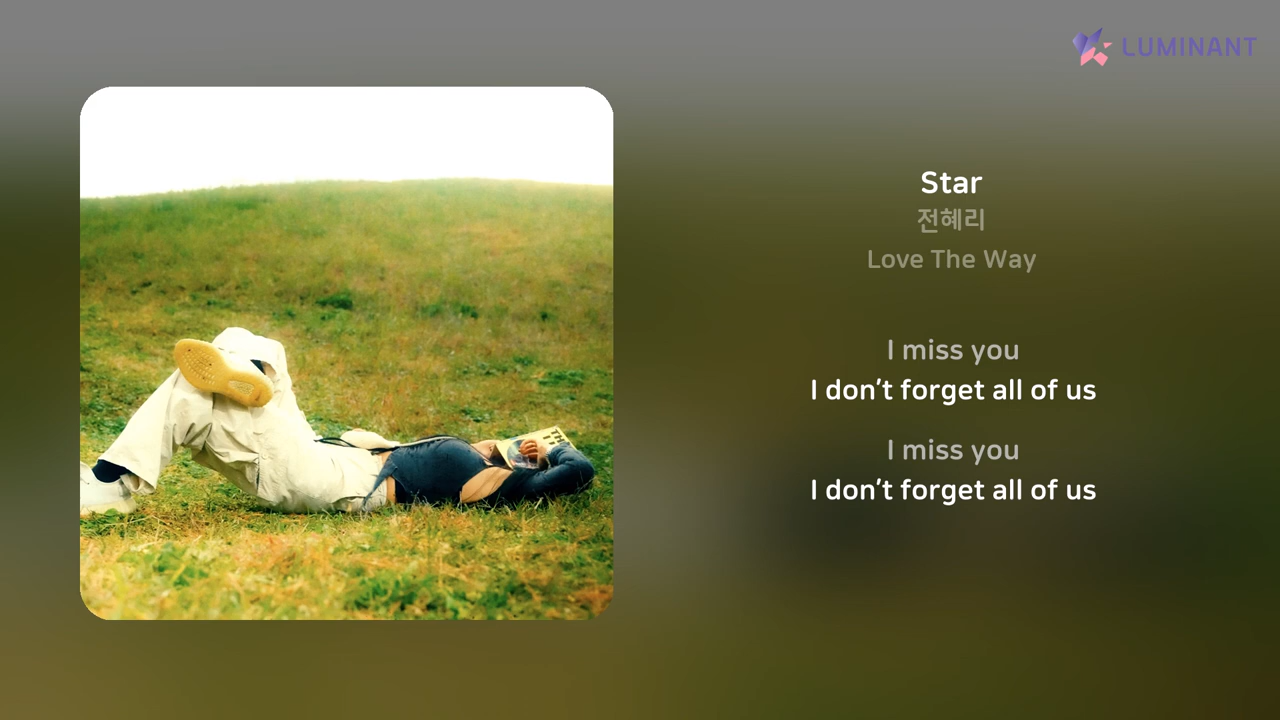 LUMINANT
Star
전혜리
Love The Way
I miss you
I don't forget all of us
I miss you
I don't forget all of us